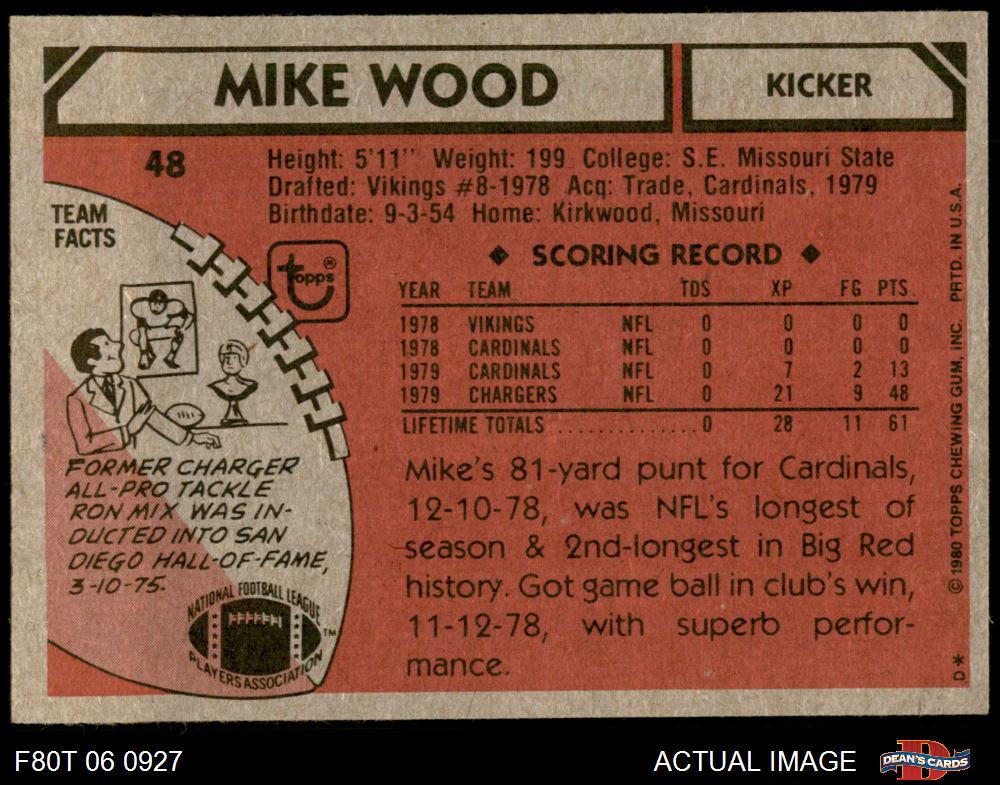 MIKE WOOD
KICKER
48
Height: 5'11" Weight: 199 College: S.E. Missouri State
Drafted: Vikings #8-1978 Acq: Trade, Cardinals, 1979
Birthdate: 9-3-54 Home: Kirkwood, Missouri
TEAM
FACTS
topps®
◆ SCORING RECORD ◆
YEAR TEAM TDS XP FG PTS
1978 VIKINGS NFL 0 0 0 0
1978 CARDINALS NFL 0 0 0 0
1979 CARDINALS NFL 0 7 2 13
1979 CHARGERS NFL 0 21 9 48
LIFETIME TOTALS ............... 0 28 11 61
FORMER CHARGER
ALL-PRO TACKLE
RON MIX WAS IN-
DUCTED INTO SAN
DIEGO HALL-OF-FAME,
3-10-75.
NATIONAL FOOTBALL LEAGUE
PLAYERS ASSOCIATION
TM
Mike's 81-yard punt for Cardinals,
12-10-78, was NFL's longest of
season & 2nd-longest in Big Red
history. Got game ball in club's win,
11-12-78, with superb perfor-
mance.
D* © 1980 TOPPS CHEWING GUM, INC. PRTD. IN U.S.A.
F80T 06 0927
ACTUAL IMAGE
D
DEAN'S CARDS